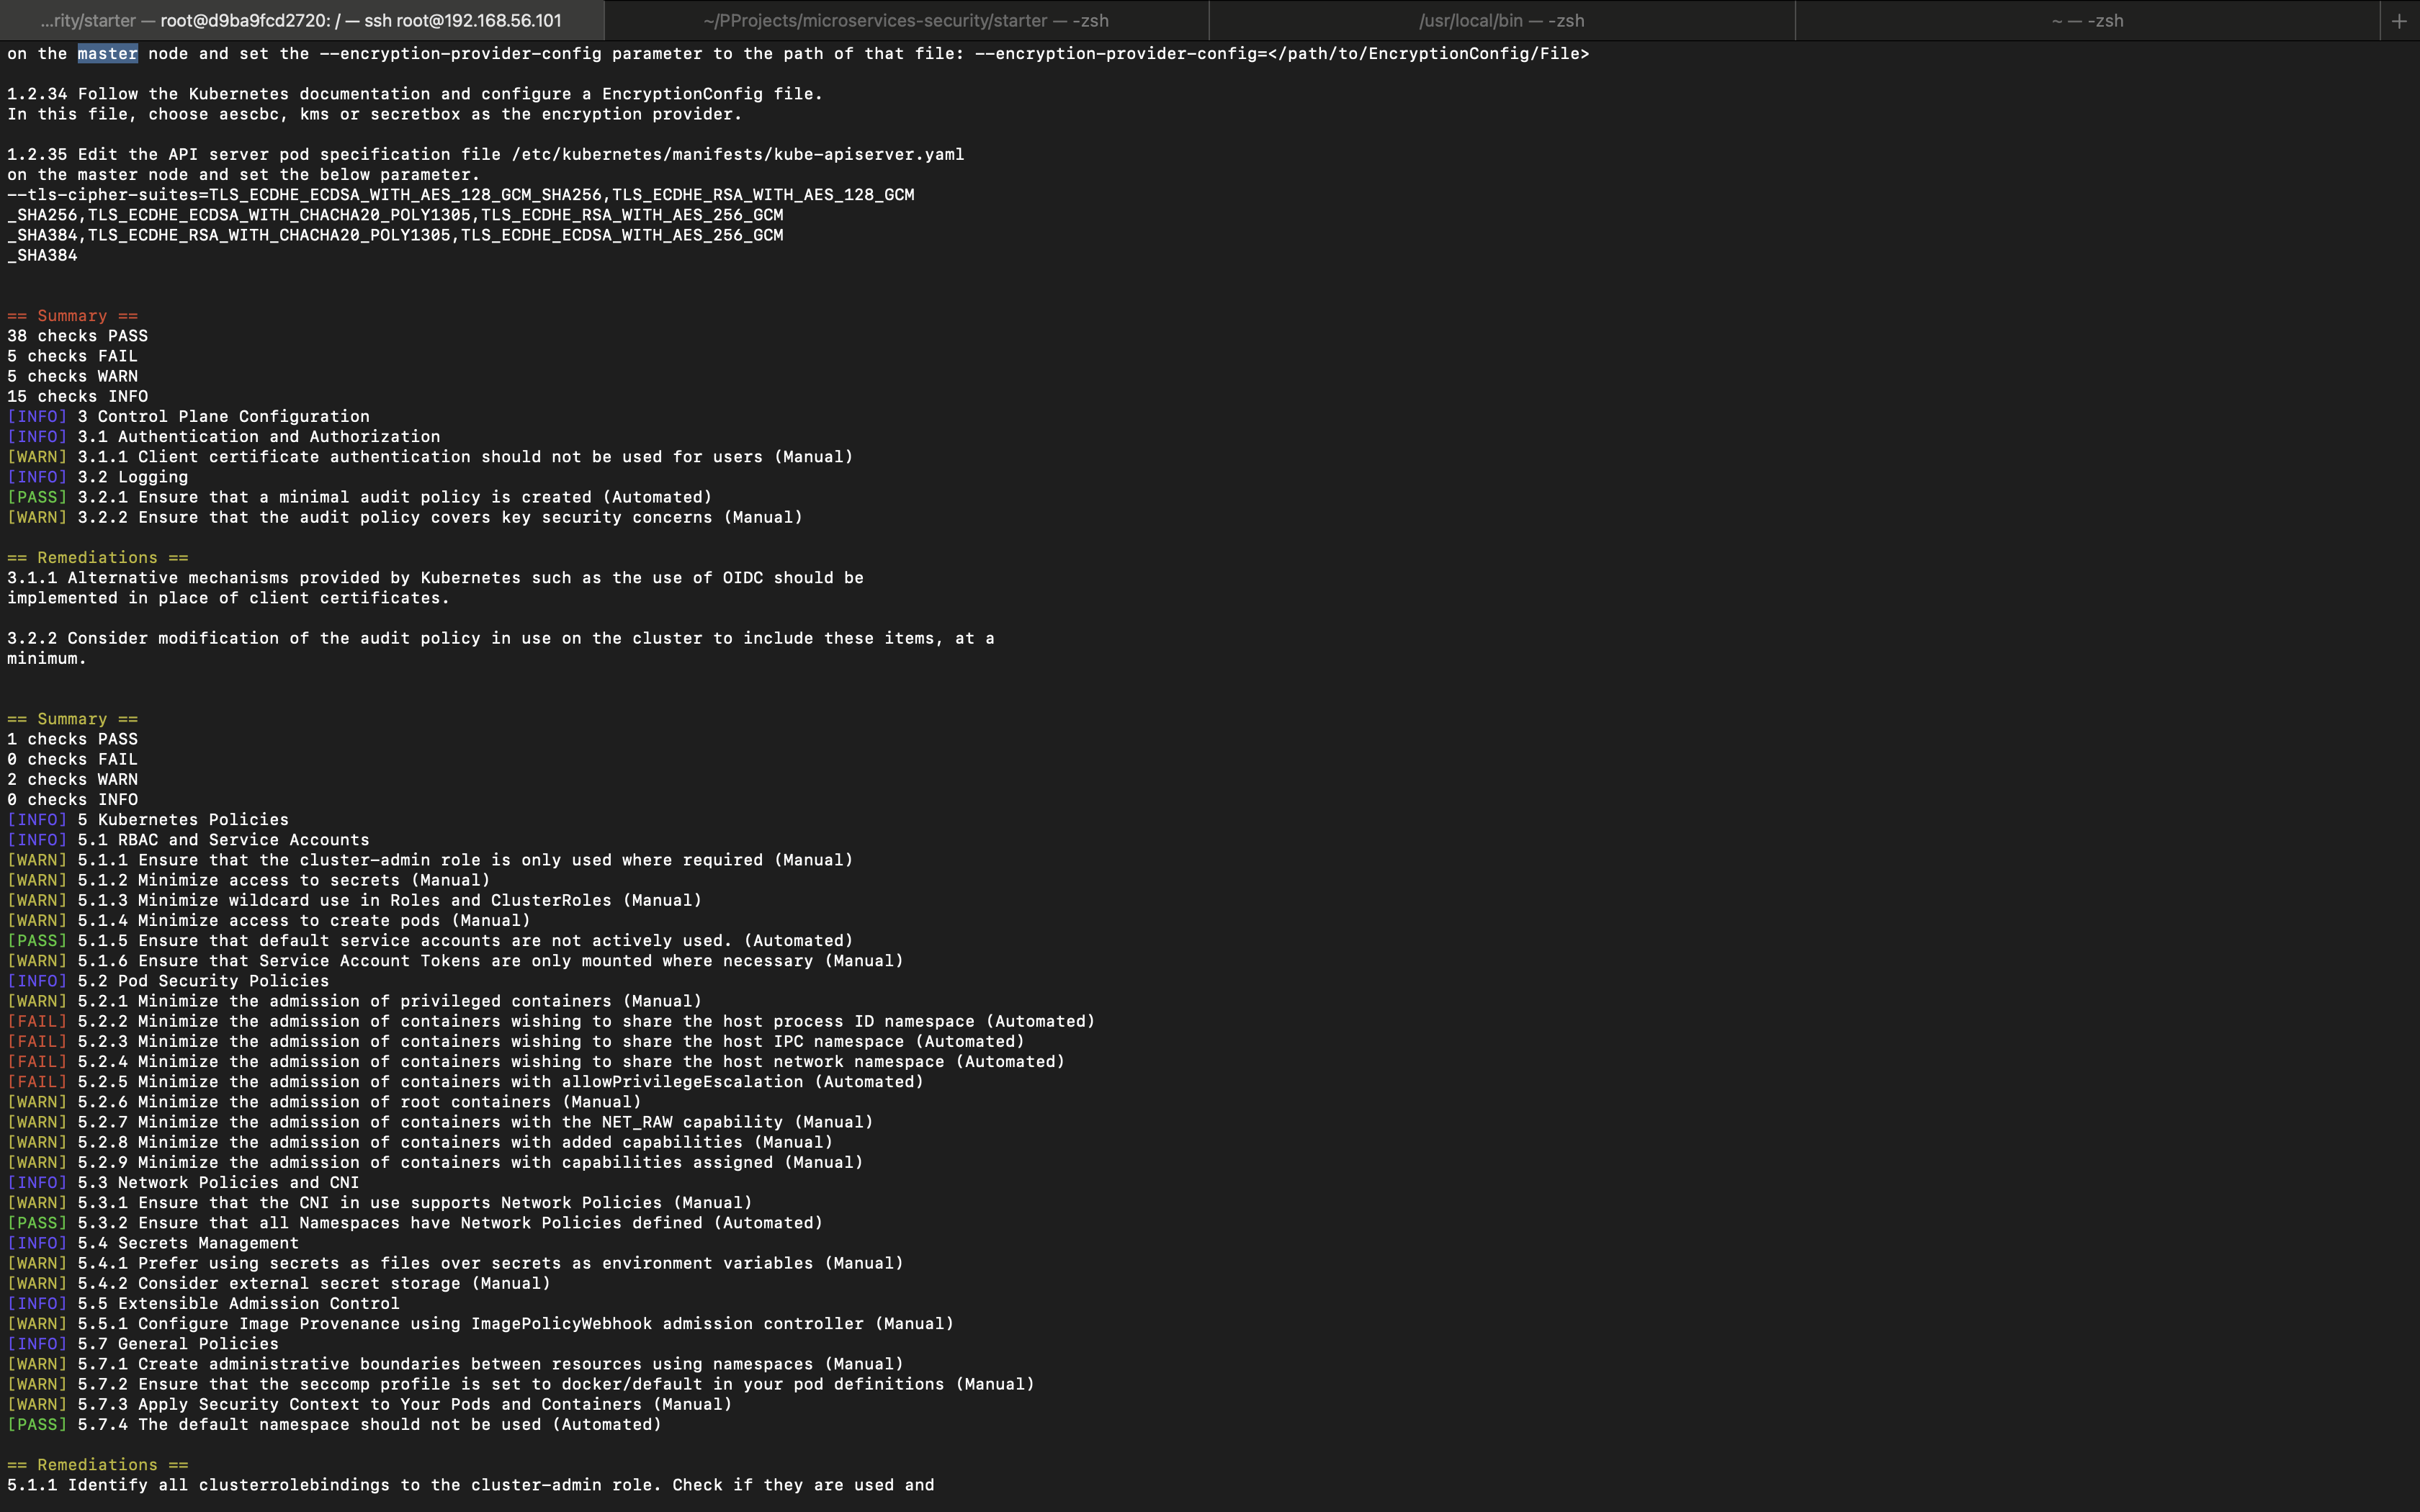 ...rity/starter — root@d9ba9fcd2720: / — ssh root@192.168.56.101
~/PProjects/microservices-security/starter — -zsh
/usr/local/bin — -zsh
~ — -zsh
+
on the master node and set the --encryption-provider-config parameter to the path of that file: --encryption-provider-config=</path/to/EncryptionConfig/File>
1.2.34 Follow the Kubernetes documentation and configure a EncryptionConfig file.
In this file, choose aescbc, kms or secretbox as the encryption provider.
1.2.35 Edit the API server pod specification file /etc/kubernetes/manifests/kube-apiserver.yaml
on the master node and set the below parameter.
--tls-cipher-suites=TLS_ECDHE_ECDSA_WITH_AES_128_GCM_SHA256,TLS_ECDHE_RSA_WITH_AES_128_GCM
_SHA256,TLS_ECDHE_ECDSA_WITH_CHACHA20_POLY1305,TLS_ECDHE_RSA_WITH_AES_256_GCM
_SHA384,TLS_ECDHE_RSA_WITH_CHACHA20_POLY1305,TLS_ECDHE_ECDSA_WITH_AES_256_GCM
_SHA384
== Summary ==
38 checks PASS
5 checks FAIL
5 checks WARN
15 checks INFO
[INFO] 3 Control Plane Configuration
[INFO] 3.1 Authentication and Authorization
[WARN] 3.1.1 Client certificate authentication should not be used for users (Manual)
[INFO] 3.2 Logging
[PASS] 3.2.1 Ensure that a minimal audit policy is created (Automated)
[WARN] 3.2.2 Ensure that the audit policy covers key security concerns (Manual)
== Remediations ==
3.1.1 Alternative mechanisms provided by Kubernetes such as the use of OIDC should be
implemented in place of client certificates.
3.2.2 Consider modification of the audit policy in use on the cluster to include these items, at a
minimum.
== Summary ==
1 checks PASS
0 checks FAIL
2 checks WARN
0 checks INFO
[INFO] 5 Kubernetes Policies
[INFO] 5.1 RBAC and Service Accounts
[WARN] 5.1.1 Ensure that the cluster-admin role is only used where required (Manual)
[WARN] 5.1.2 Minimize access to secrets (Manual)
[WARN] 5.1.3 Minimize wildcard use in Roles and ClusterRoles (Manual)
[WARN] 5.1.4 Minimize access to create pods (Manual)
[PASS] 5.1.5 Ensure that default service accounts are not actively used. (Automated)
[WARN] 5.1.6 Ensure that Service Account Tokens are only mounted where necessary (Manual)
[INFO] 5.2 Pod Security Policies
[WARN] 5.2.1 Minimize the admission of privileged containers (Manual)
[FAIL] 5.2.2 Minimize the admission of containers wishing to share the host process ID namespace (Automated)
[FAIL] 5.2.3 Minimize the admission of containers wishing to share the host IPC namespace (Automated)
[FAIL] 5.2.4 Minimize the admission of containers wishing to share the host network namespace (Automated)
[FAIL] 5.2.5 Minimize the admission of containers with allowPrivilegeEscalation (Automated)
[WARN] 5.2.6 Minimize the admission of root containers (Manual)
[WARN] 5.2.7 Minimize the admission of containers with the NET_RAW capability (Manual)
[WARN] 5.2.8 Minimize the admission of containers with added capabilities (Manual)
[WARN] 5.2.9 Minimize the admission of containers with capabilities assigned (Manual)
[INFO] 5.3 Network Policies and CNI
[WARN] 5.3.1 Ensure that the CNI in use supports Network Policies (Manual)
[PASS] 5.3.2 Ensure that all Namespaces have Network Policies defined (Automated)
[INFO] 5.4 Secrets Management
[WARN] 5.4.1 Prefer using secrets as files over secrets as environment variables (Manual)
[WARN] 5.4.2 Consider external secret storage (Manual)
[INFO] 5.5 Extensible Admission Control
[WARN] 5.5.1 Configure Image Provenance using ImagePolicyWebhook admission controller (Manual)
[INFO] 5.7 General Policies
[WARN] 5.7.1 Create administrative boundaries between resources using namespaces (Manual)
[WARN] 5.7.2 Ensure that the seccomp profile is set to docker/default in your pod definitions (Manual)
[WARN] 5.7.3 Apply Security Context to Your Pods and Containers (Manual)
[PASS] 5.7.4 The default namespace should not be used (Automated)
== Remediations ==
5.1.1 Identify all clusterrolebindings to the cluster-admin role. Check if they are used and